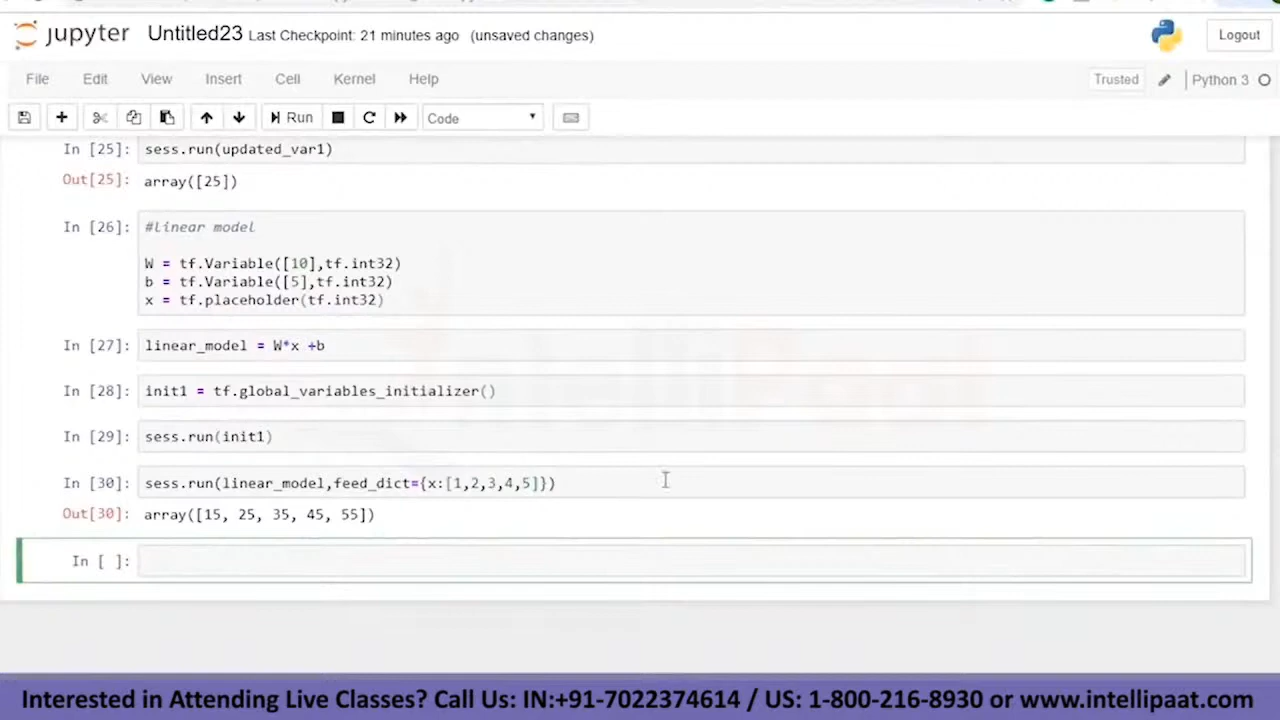 jupyter Untitled23 Last Checkpoint: 21 minutes ago (unsaved changes) Logout
File Edit View Insert Cell Kernel Help Trusted Python 3
Run Code
In [25]: sess.run(updated_var1)
Out[25]: array([25])
In [26]: #linear model
W = tf.Variable([10],tf.int32)
b = tf.Variable([5],tf.int32)
x = tf.placeholder(tf.int32)
In [27]: linear_model = W*x +b
In [28]: init1 = tf.global_variables_initializer()
In [29]: sess.run(init1)
In [30]: sess.run(linear_model,feed_dict={x:[1,2,3,4,5]})
Out[30]: array([15, 25, 35, 45, 55])
In [ ]:
Interested in Attending Live Classes? Call Us: IN:+91-7022374614 / US: 1-800-216-8930 or www.intellipaat.com